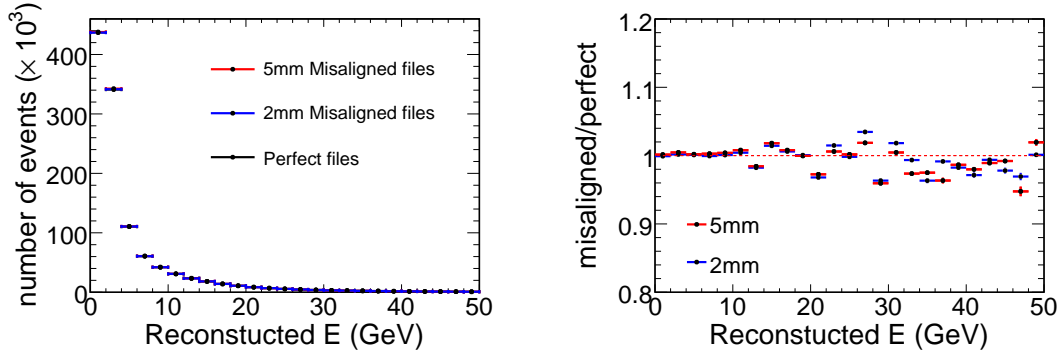 number of events (× 10³)
400
300
200
100
0
5mm Misaligned files
2mm Misaligned files
Perfect files
0 10 20 30 40 50
Reconstucted E (GeV)
misaligned/perfect
1.2
1.1
1
0.9
0.8
5mm
2mm
0 10 20 30 40 50
Reconstucted E (GeV)